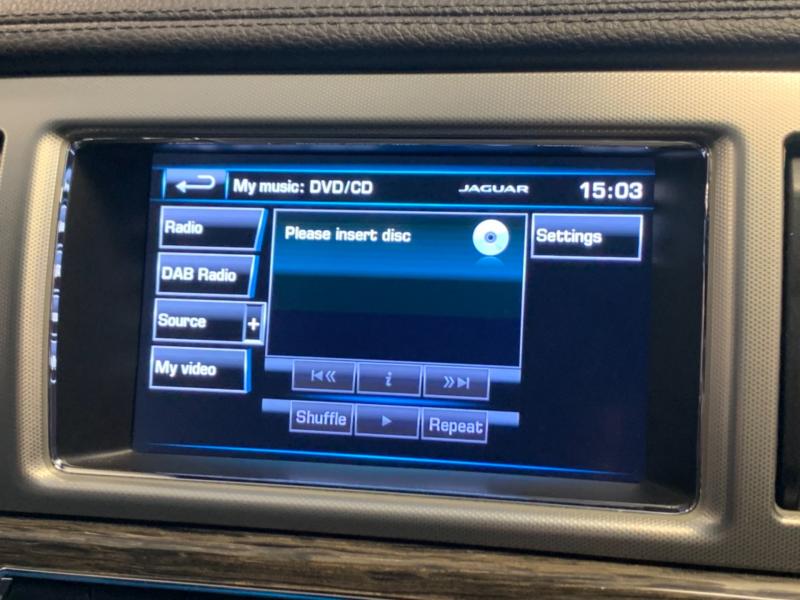 My music: DVD/CD
JAGUAR
15:03
Radio
Please insert disc
Settings
DAB Radio
Source +
My video
i
Shuffle
Repeat